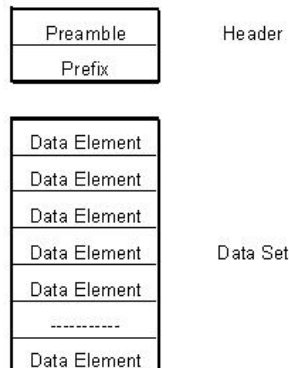 Preamble Header
Prefix
Data Element
Data Element
Data Element
Data Element Data Set
Data Element
-----------
Data Element